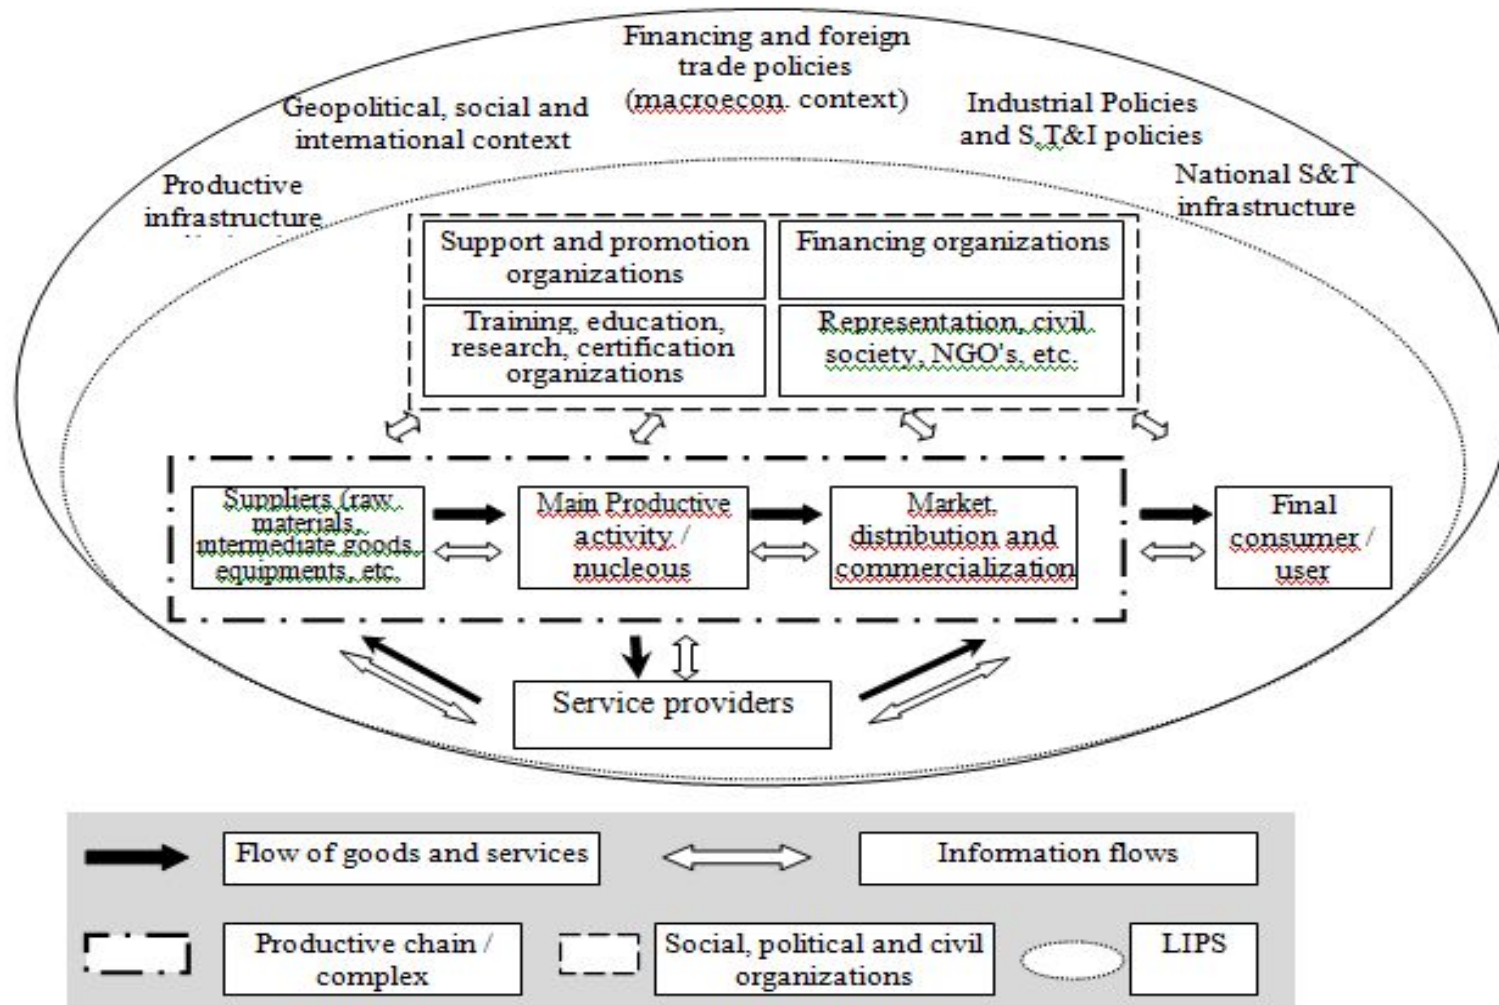 Financing and foreign
trade policies
(macroecon. context)
Geopolitical, social and
international context
Industrial Policies
and S,T&I policies
Productive
infrastructure
National S&T
infrastructure
Support and promotion
organizations
Financing organizations
Training, education,
research, certification
organizations
Representation, civil
society, NGO's, etc.
Suppliers (raw
materials,
intermediate goods,
equipments, etc.
Main Productive
activity /
nucleous
Market,
distribution and
commercialization
Final
consumer /
user
Service providers
Flow of goods and services
Information flows
Productive chain /
complex
Social, political and civil
organizations
LIPS